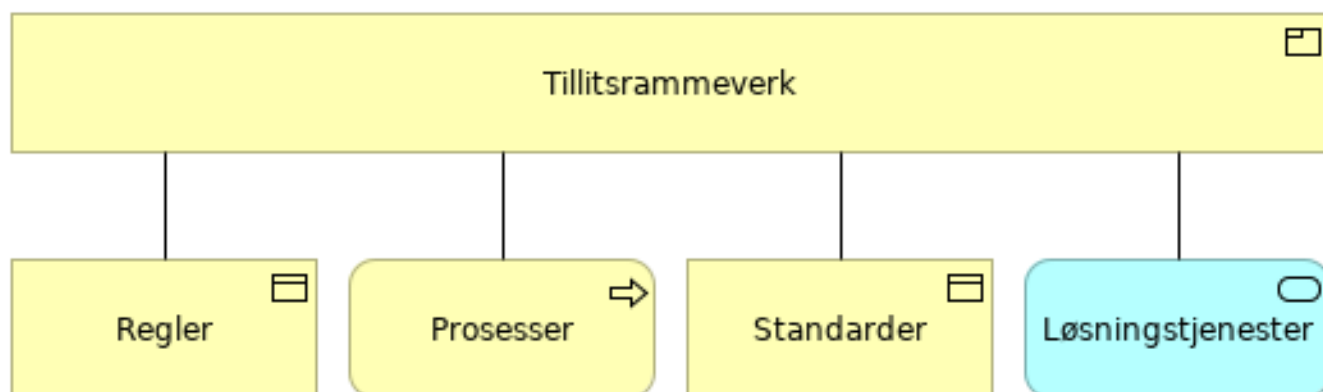 Tillitsrammeverk
Regler
Prosesser
Standarder
Løsningstjenester